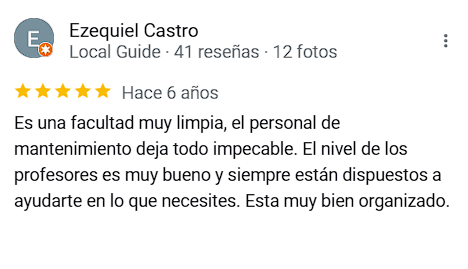 E
Ezequiel Castro
Local Guide · 41 reseñas · 12 fotos
Hace 6 años
Es una facultad muy limpia, el personal de
mantenimiento deja todo impecable. El nivel de los
profesores es muy bueno y siempre están dispuestos a
ayudarte en lo que necesites. Esta muy bien organizado.